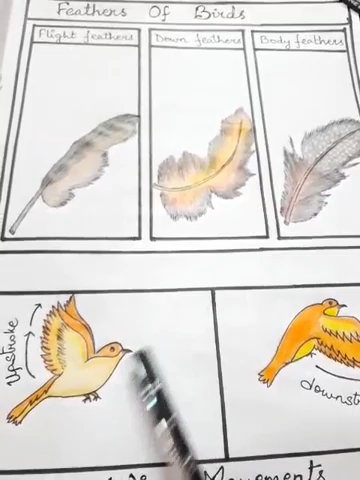 Feathers Of Birds
Flight feathers
Down feathers
Body feathers
Upstroke
Movements